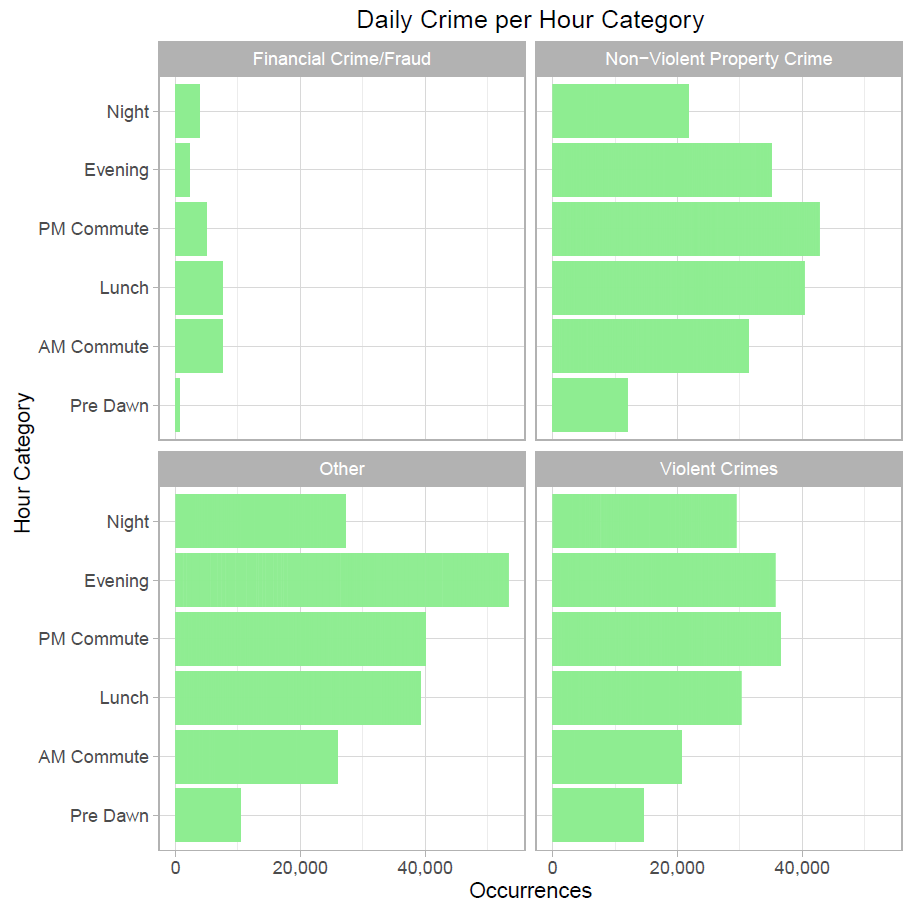 Daily Crime per Hour Category
Financial Crime/Fraud
Non−Violent Property Crime
Night
Evening
PM Commute
Lunch
AM Commute
Pre Dawn
Other
Violent Crimes
Night
Evening
PM Commute
Lunch
AM Commute
Pre Dawn
Hour Category
0
20,000
40,000
0
20,000
40,000
Occurrences